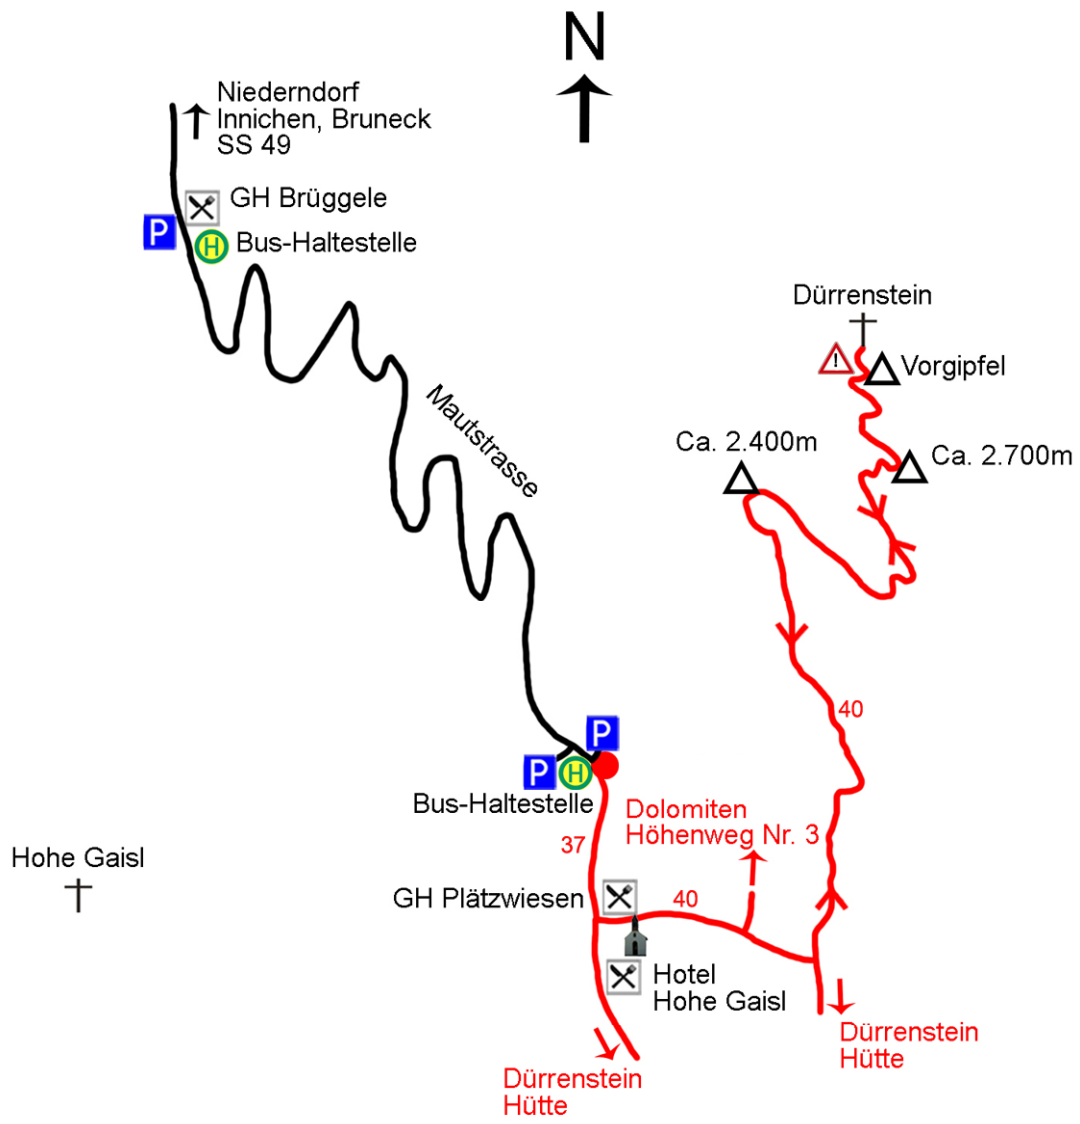 N
Niederndorf
Innichen, Bruneck
SS 49
GH Brüggele
P
H Bus-Haltestelle
Dürrenstein
! Vorgipfel
Mautstrasse
Ca. 2.400m
Ca. 2.700m
40
P
P H
Bus-Haltestelle
Dolomiten
Höhenweg Nr. 3
37
Hohe Gaisl
GH Plätzwiesen
40
Hotel
Hohe Gaisl
Dürrenstein
Hütte
Dürrenstein
Hütte